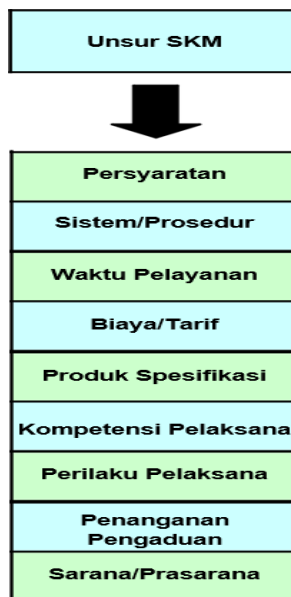 Unsur SKM
Persyaratan
Sistem/Prosedur
Waktu Pelayanan
Biaya/Tarif
Produk Spesifikasi
Kompetensi Pelaksana
Perilaku Pelaksana
Penanganan
Pengaduan
Sarana/Prasarana